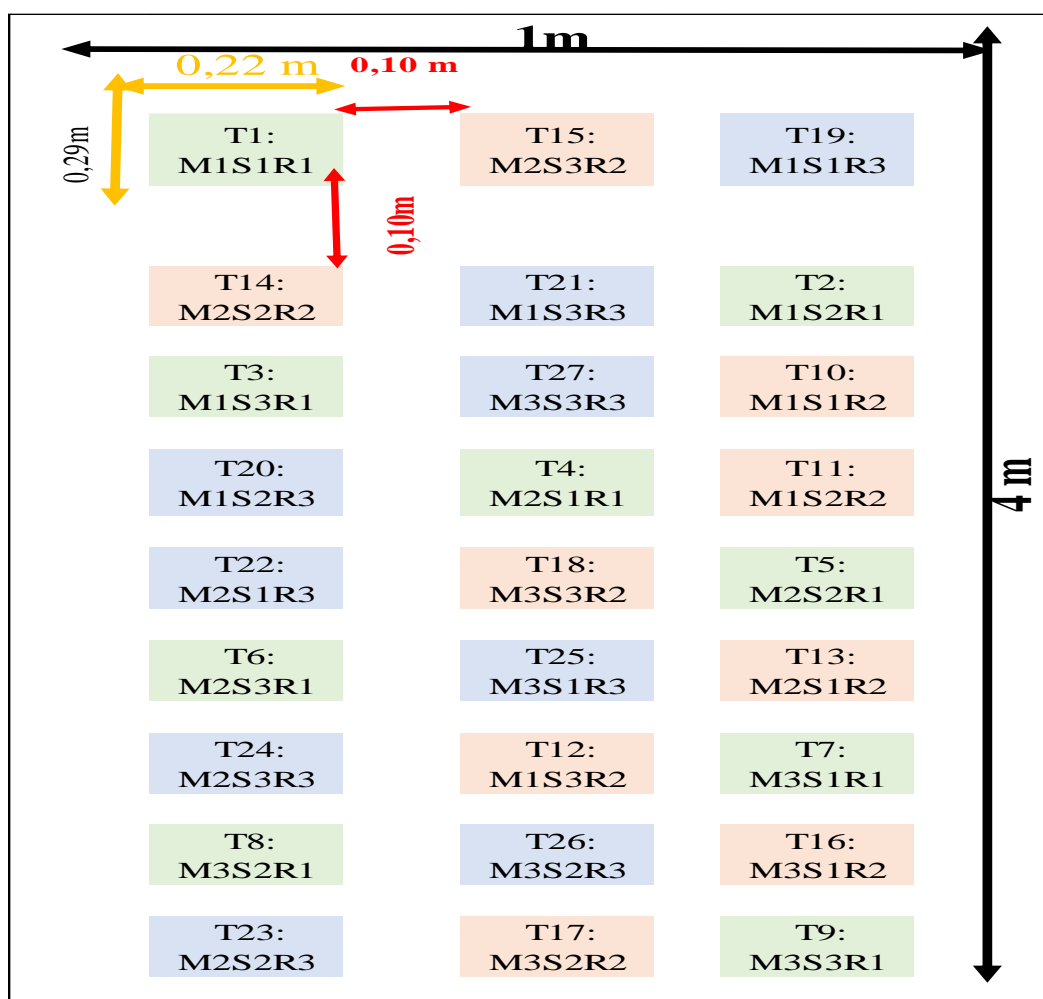 1m
0,22 m
0,10 m
0,29m
T1:
M1S1R1
T15:
M2S3R2
T19:
M1S1R3
0,10m
T14:
M2S2R2
T21:
M1S3R3
T2:
M1S2R1
T3:
M1S3R1
T27:
M3S3R3
T10:
M1S1R2
T20:
M1S2R3
T4:
M2S1R1
T11:
M1S2R2
4 m
T22:
M2S1R3
T18:
M3S3R2
T5:
M2S2R1
T6:
M2S3R1
T25:
M3S1R3
T13:
M2S1R2
T24:
M2S3R3
T12:
M1S3R2
T7:
M3S1R1
T8:
M3S2R1
T26:
M3S2R3
T16:
M3S1R2
T23:
M2S2R3
T17:
M3S2R2
T9:
M3S3R1